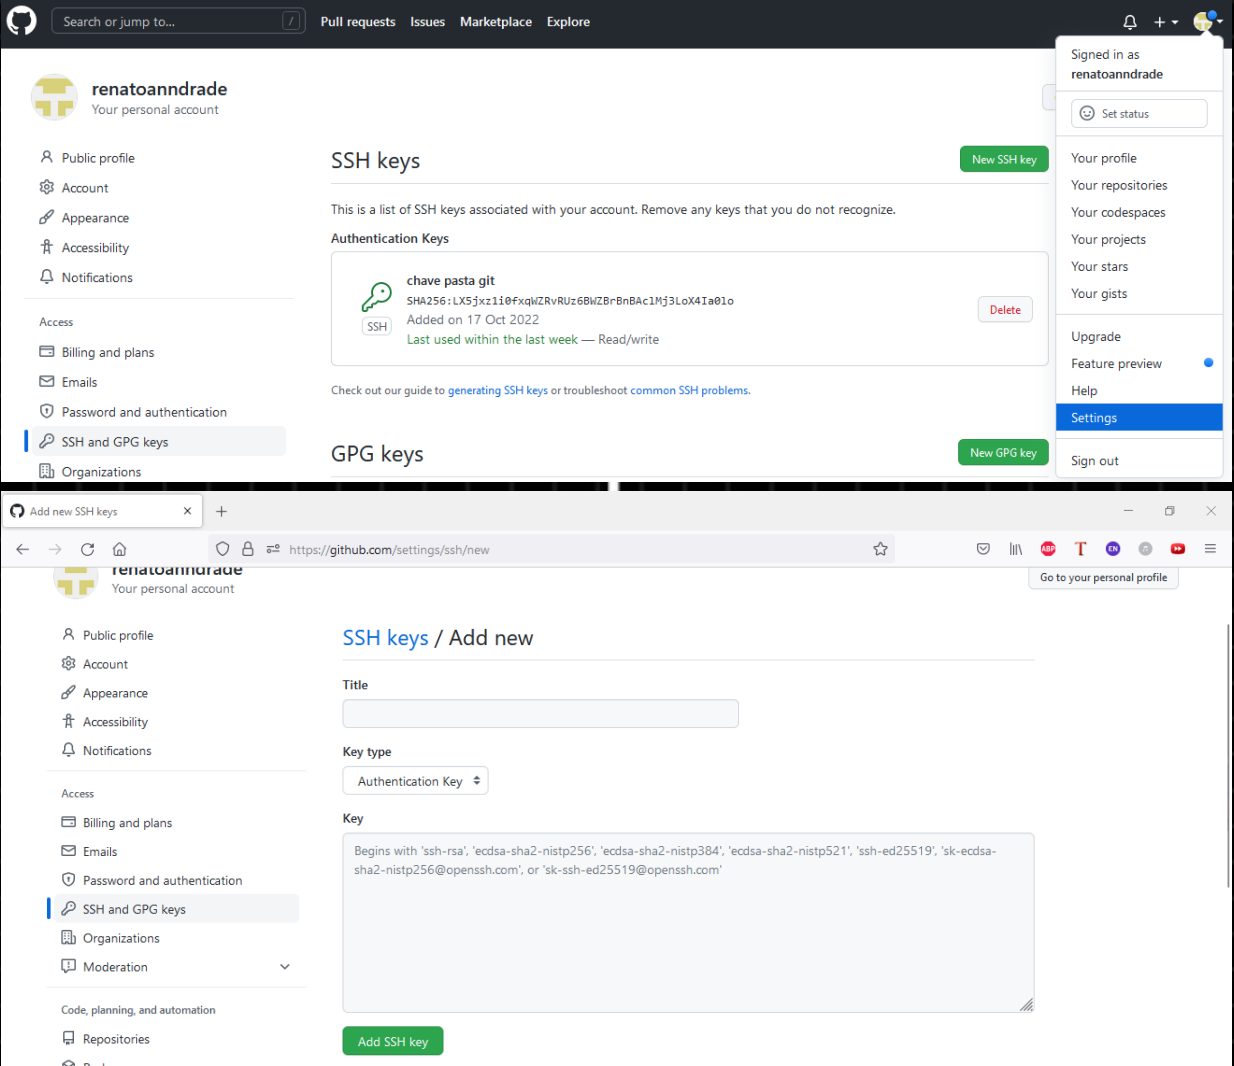 Search or jump to...
/
Pull requests Issues Marketplace Explore
Signed in as
renatoanndrade
Set status
Your profile
Your repositories
Your codespaces
Your projects
Your stars
Your gists
Upgrade
Feature preview
Help
Settings
Sign out
renatoanndrade
Your personal account
Public profile
Account
Appearance
Accessibility
Notifications
Access
Billing and plans
Emails
Password and authentication
SSH and GPG keys
Organizations
SSH keys
New SSH key
This is a list of SSH keys associated with your account. Remove any keys that you do not recognize.
Authentication Keys
chave pasta git
SHA256:LX5jxz1i0fxqWZRvRUz6BWZBrBnBAclMj3LoX4Ia0lo
Added on 17 Oct 2022
Last used within the last week — Read/write
SSH
Delete
Check out our guide to generating SSH keys or troubleshoot common SSH problems.
GPG keys
New GPG key
Add new SSH keys
https://github.com/settings/ssh/new
ABP
T
EN
renatoanndrade
Your personal account
Go to your personal profile
Public profile
Account
Appearance
Accessibility
Notifications
Access
Billing and plans
Emails
Password and authentication
SSH and GPG keys
Organizations
Moderation
Code, planning, and automation
Repositories
SSH keys / Add new
Title
Key type
Authentication Key
Key
Begins with 'ssh-rsa', 'ecdsa-sha2-nistp256', 'ecdsa-sha2-nistp384', 'ecdsa-sha2-nistp521', 'ssh-ed25519', 'sk-ecdsa-
sha2-nistp256@openssh.com', or 'sk-ssh-ed25519@openssh.com'
Add SSH key